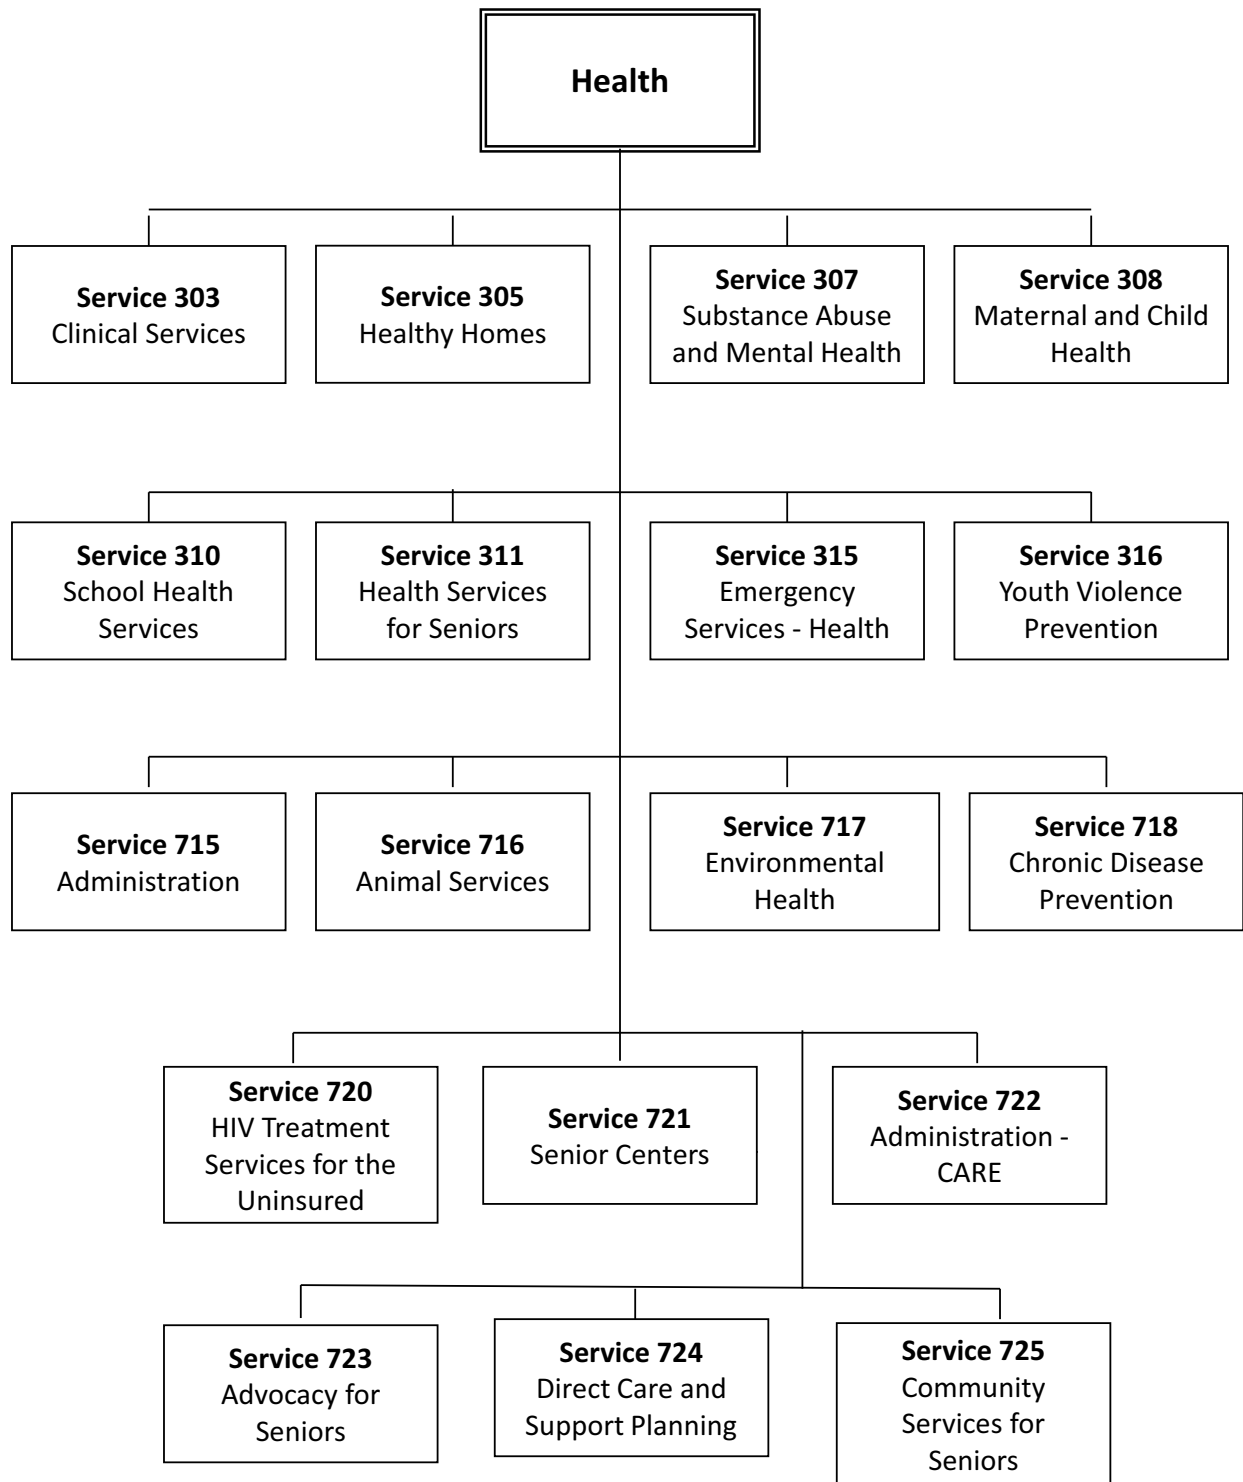 Health
Service 303
Clinical Services
Service 305
Healthy Homes
Service 307
Substance Abuse
and Mental Health
Service 308
Maternal and Child
Health
Service 310
School Health
Services
Service 311
Health Services
for Seniors
Service 315
Emergency
Services - Health
Service 316
Youth Violence
Prevention
Service 715
Administration
Service 716
Animal Services
Service 717
Environmental
Health
Service 718
Chronic Disease
Prevention
Service 720
HIV Treatment
Services for the
Uninsured
Service 721
Senior Centers
Service 722
Administration -
CARE
Service 723
Advocacy for
Seniors
Service 724
Direct Care and
Support Planning
Service 725
Community
Services for
Seniors